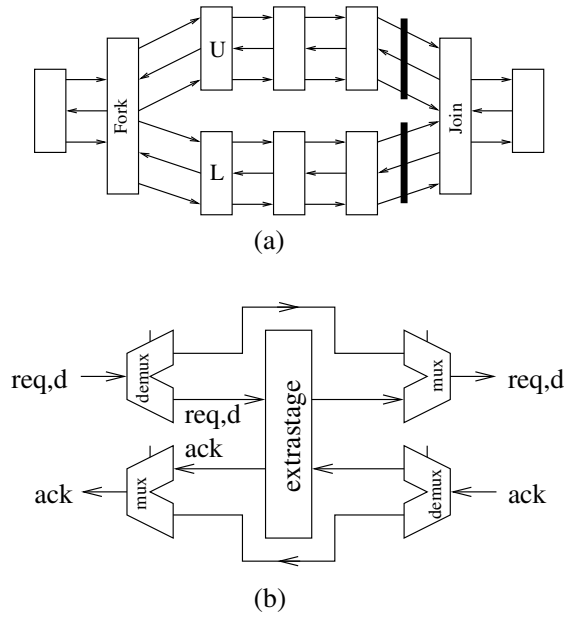 Fork
U
L
Join
(a)
req,d
demux
req,d
ack
extrastage
mux
req,d
ack
mux
demux
ack
(b)